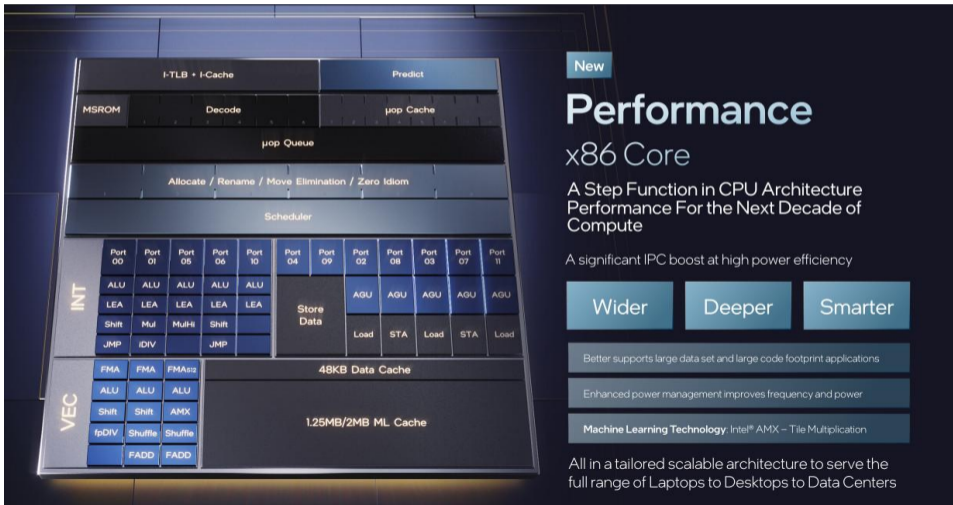 I-TLB + I-Cache
Predict
MSROM
Decode
µop Cache
µop Queue
Allocate / Rename / Move Elimination / Zero Idiom
Scheduler
INT
Port 00
Port 01
Port 05
Port 06
Port 10
Port 04
Port 09
Port 02
Port 08
Port 03
Port 07
Port 11
ALU ALU ALU ALU ALU
LEA LEA LEA LEA LEA
Shift Mul MulHi Shift
JMP iDIV JMP
Store
Data
AGU AGU AGU AGU AGU
Load STA Load STA Load
VEC
FMA FMA FMA512
ALU ALU ALU
Shift Shift AMX
fpDIV Shuffle Shuffle
FADD FADD
48KB Data Cache
1.25MB/2MB ML Cache
New
Performance
x86 Core
A Step Function in CPU Architecture
Performance For the Next Decade of
Compute
A significant IPC boost at high power efficiency
Wider
Deeper
Smarter
Better supports large data set and large code footprint applications
Enhanced power management improves frequency and power
Machine Learning Technology: Intel® AMX – Tile Multiplication
All in a tailored scalable architecture to serve the
full range of Laptops to Desktops to Data Centers